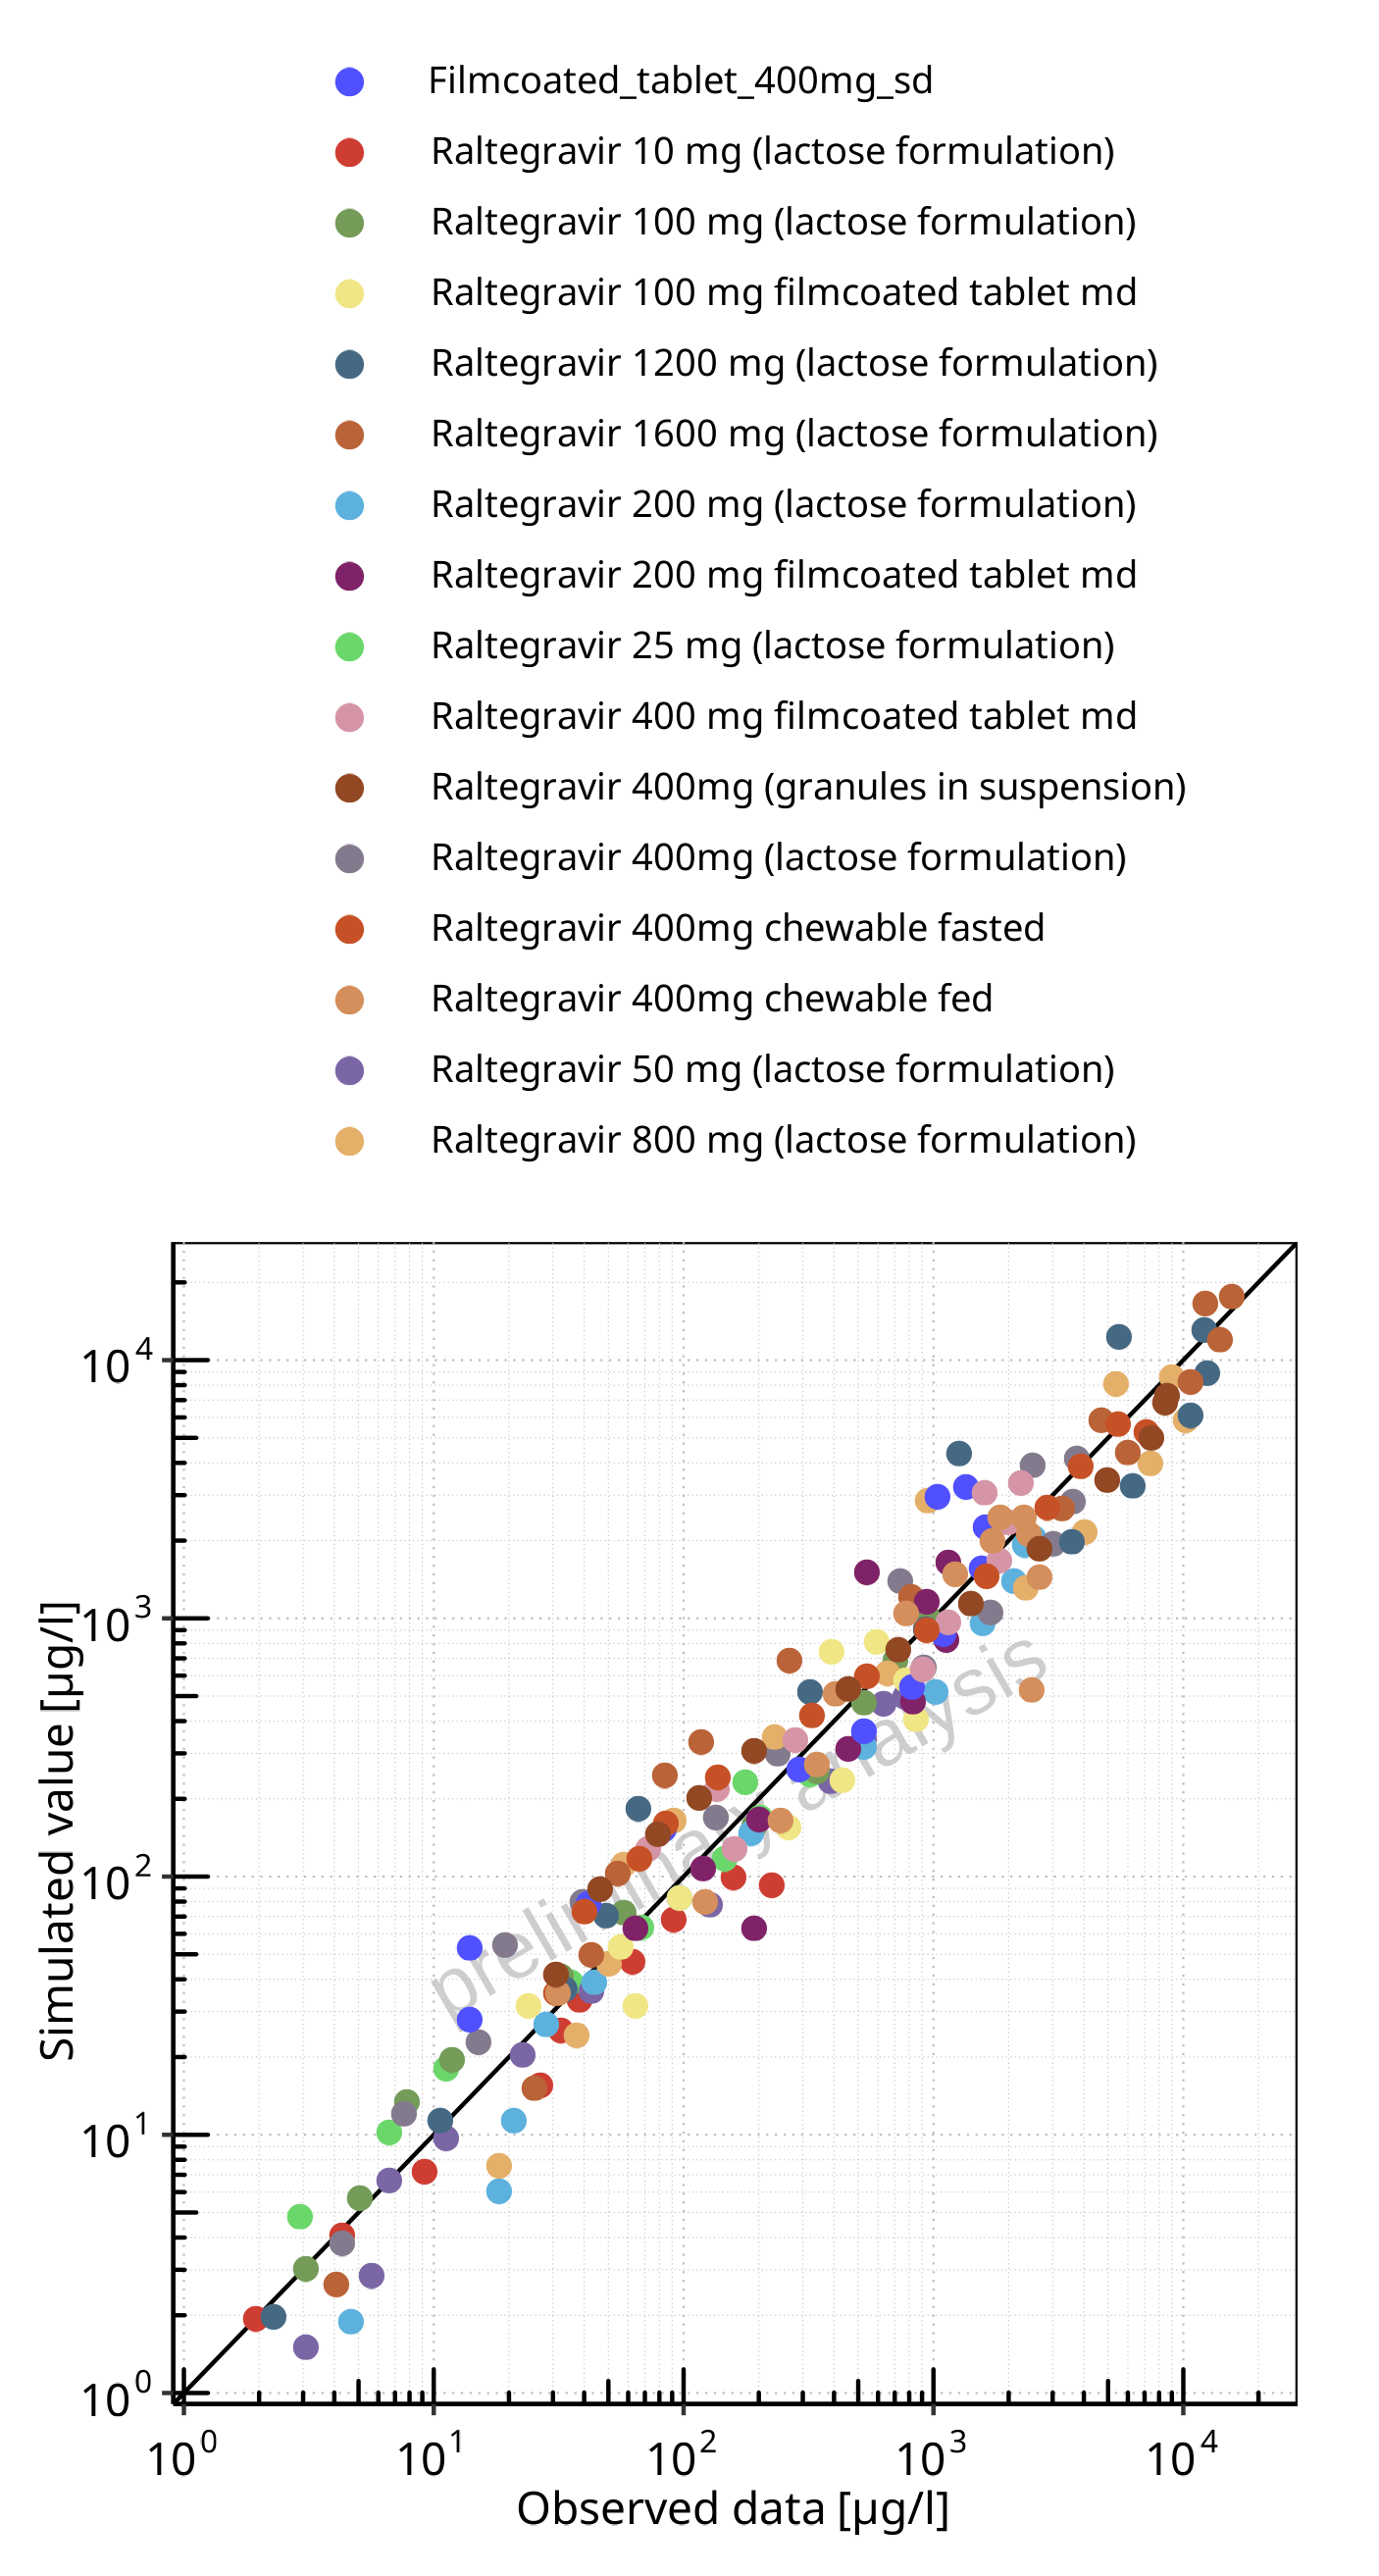 Filmcoated_tablet_400mg_sd
Raltegravir 10 mg (lactose formulation)
Raltegravir 100 mg (lactose formulation)
Raltegravir 100 mg filmcoated tablet md
Raltegravir 1200 mg (lactose formulation)
Raltegravir 1600 mg (lactose formulation)
Raltegravir 200 mg (lactose formulation)
Raltegravir 200 mg filmcoated tablet md
Raltegravir 25 mg (lactose formulation)
Raltegravir 400 mg filmcoated tablet md
Raltegravir 400mg (granules in suspension)
Raltegravir 400mg (lactose formulation)
Raltegravir 400mg chewable fasted
Raltegravir 400mg chewable fed
Raltegravir 50 mg (lactose formulation)
Raltegravir 800 mg (lactose formulation)
Simulated value [µg/l]
10^4
10^3
10^2
10^1
10^0
preliminary analysis
10^0 10^1 10^2 10^3 10^4
Observed data [µg/l]